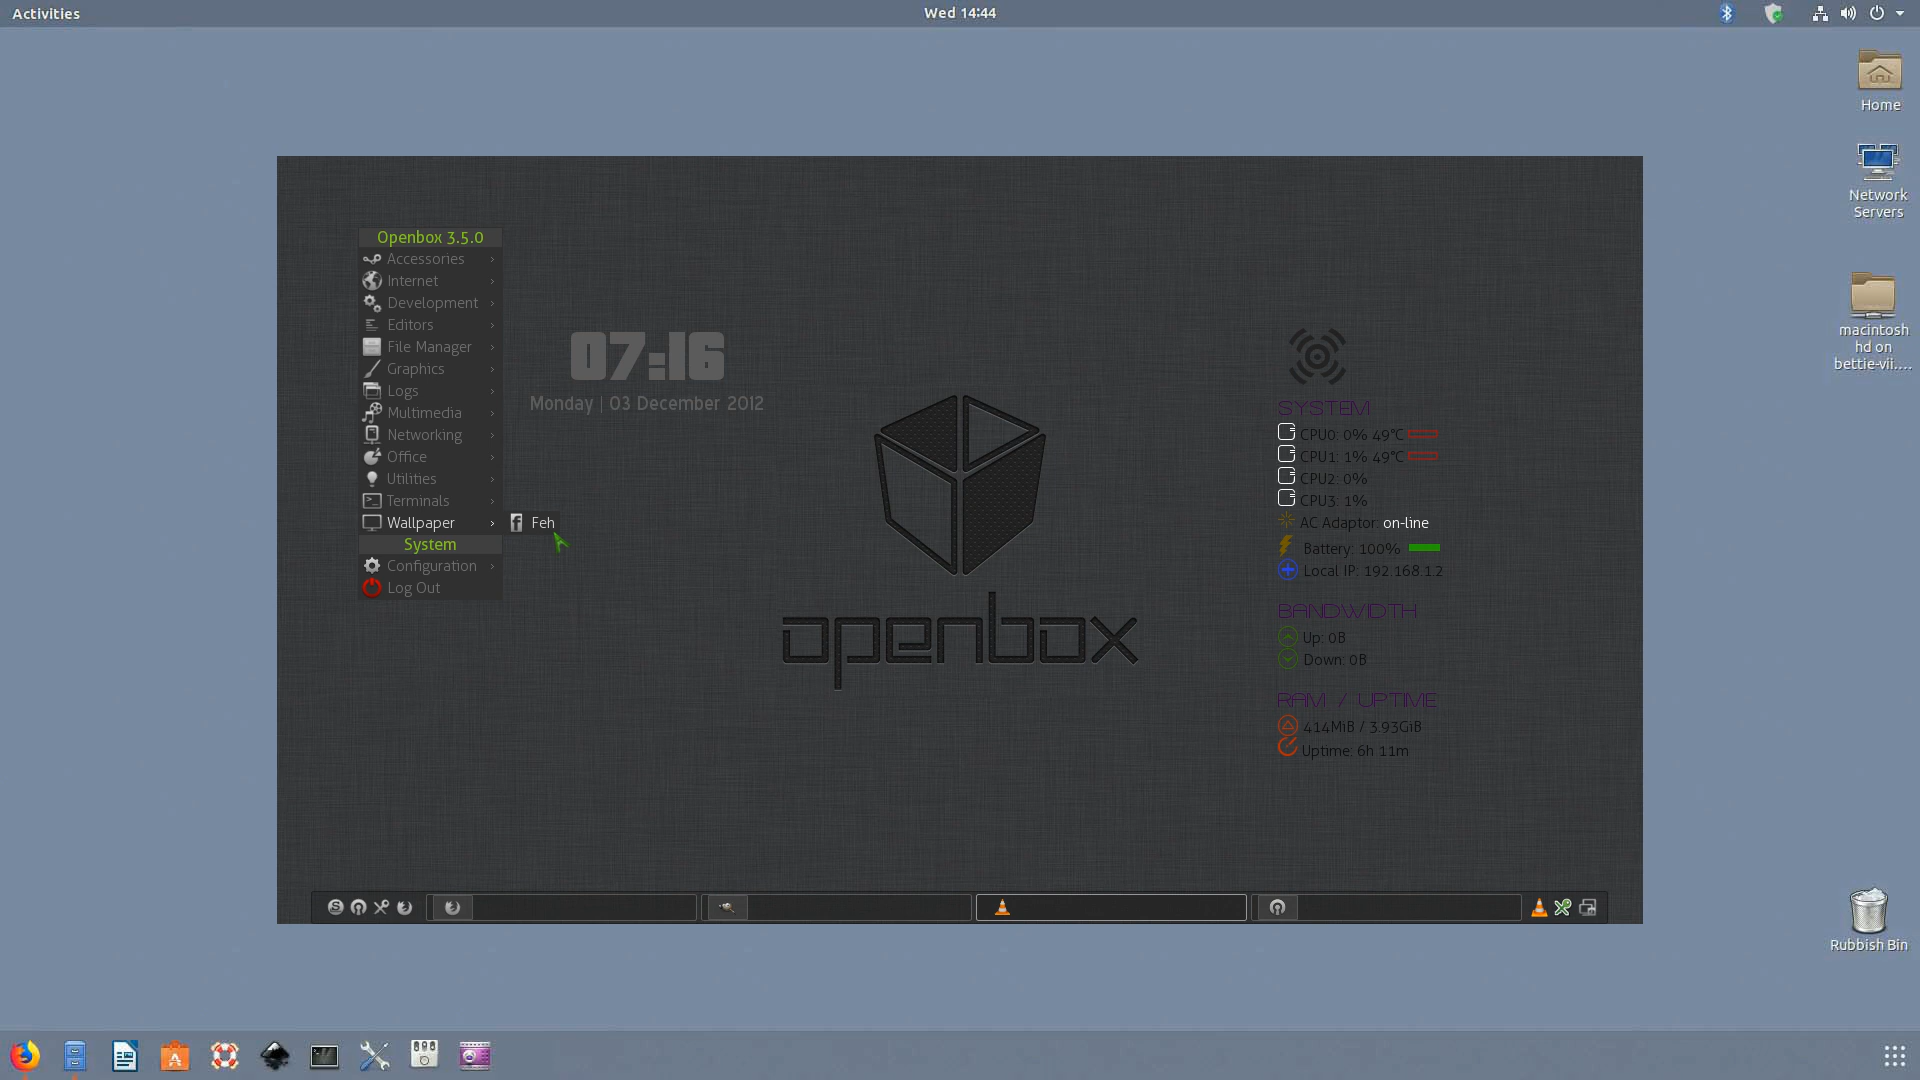 Activities
Wed 14:44
Home
Network
Servers
macintosh
hd on
bettie-vii....
Rubbish Bin
Openbox 3.5.0
Accessories
Internet
Development
Editors
File Manager
Graphics
Logs
Multimedia
Networking
Office
Utilities
Terminals
Wallpaper
Feh
System
Configuration
Log Out
07:16
Monday | 03 December 2012
openbox
SYSTEM
CPU0: 0% 49°C
CPU1: 1% 49°C
CPU2: 0%
CPU3: 1%
AC Adaptor: on-line
Battery: 100%
Local IP: 192.168.1.2
BANDWIDTH
Up: 0B
Down: 0B
RAM / UPTIME
414MiB / 3.93GiB
Uptime: 6h 11m